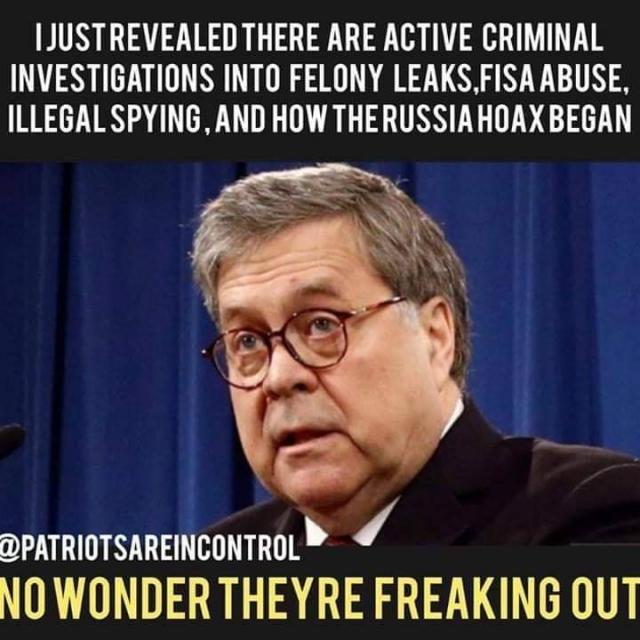 I JUST REVEALED THERE ARE ACTIVE CRIMINAL
INVESTIGATIONS INTO FELONY LEAKS,FISA ABUSE,
ILLEGAL SPYING, AND HOW THE RUSSIA HOAX BEGAN
@PATRIOTSAREINCONTROL
NO WONDER THEYRE FREAKING OUT